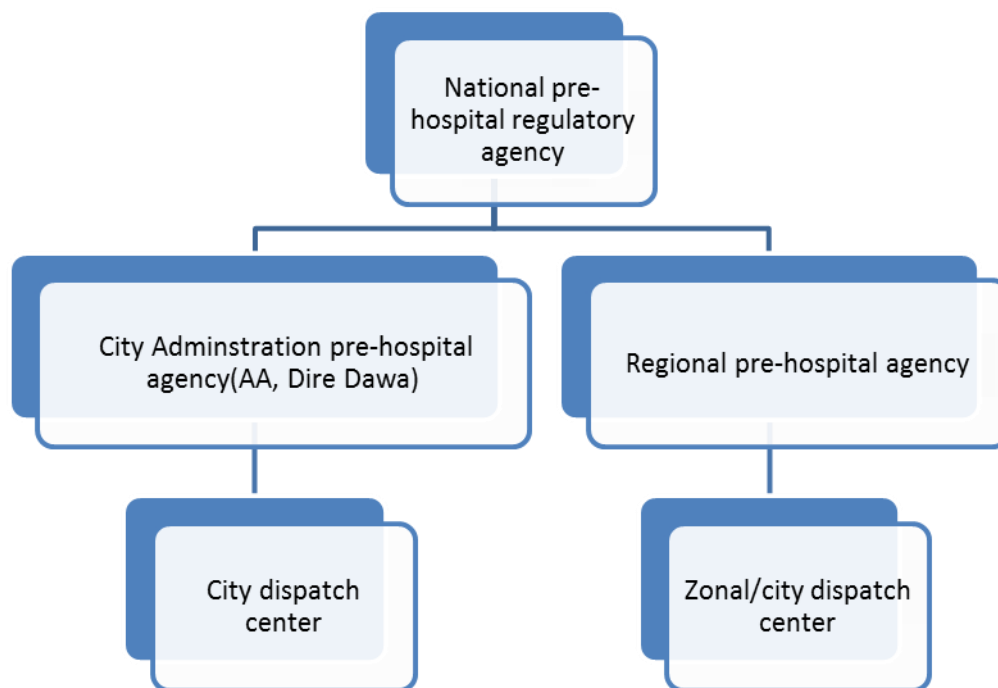 National pre-
hospital regulatory
agency
City Adminstration pre-hospital
agency(AA, Dire Dawa)
Regional pre-hospital agency
City dispatch
center
Zonal/city dispatch
center